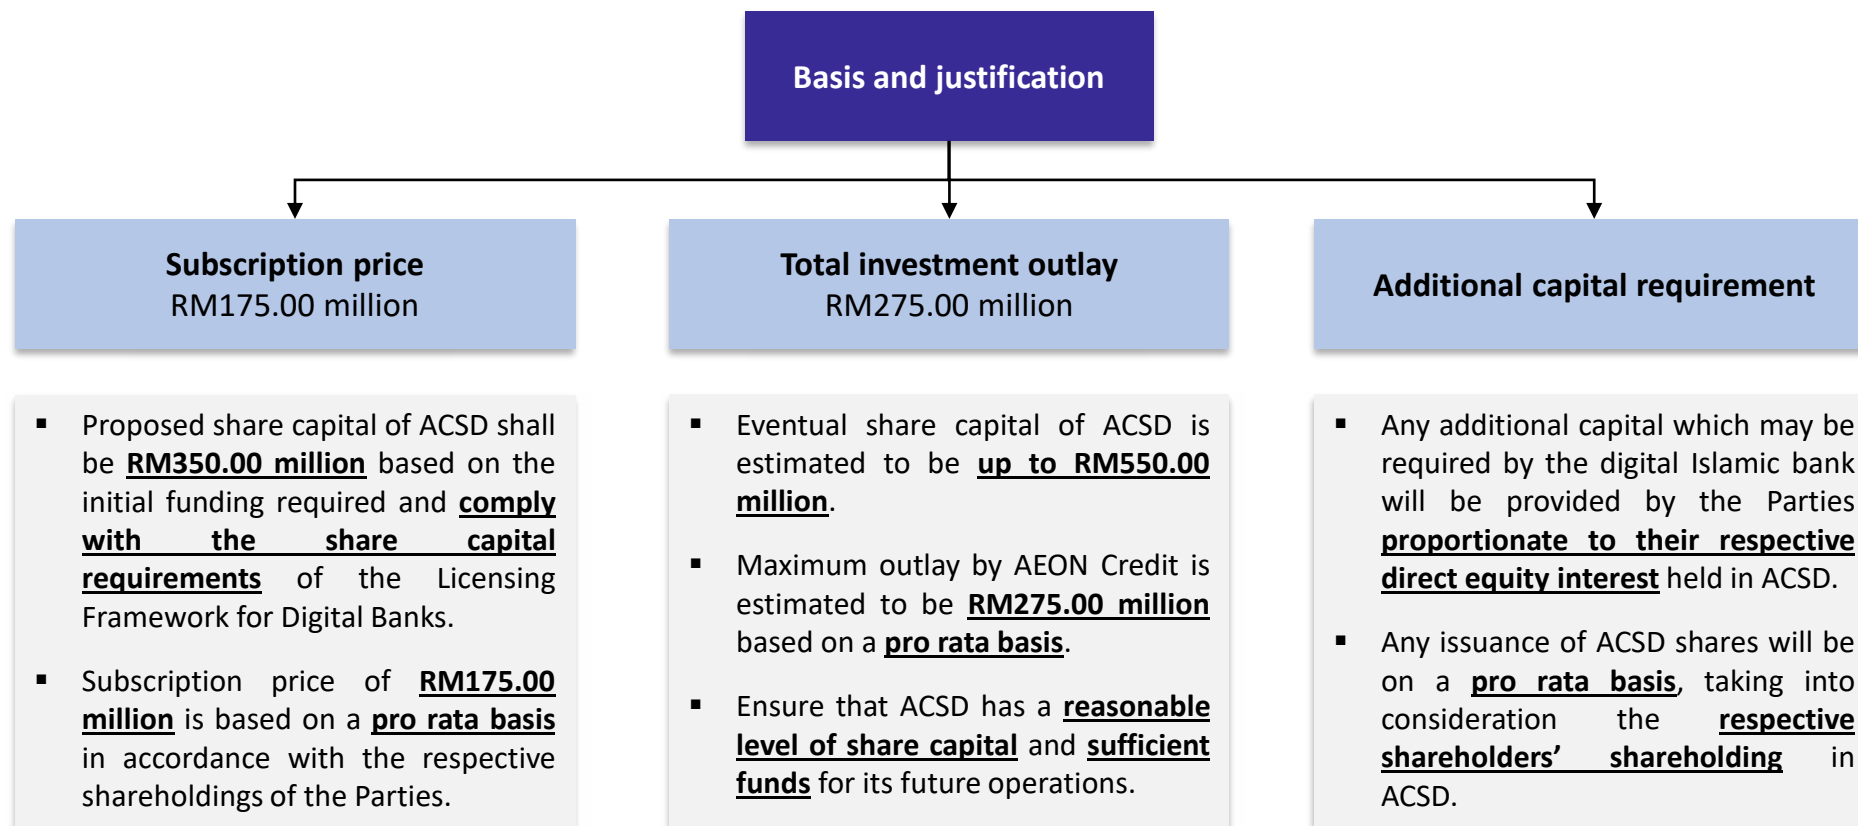 Basis and justification
Subscription price
RM175.00 million
▪ Proposed share capital of ACSD shall
be RM350.00 million based on the
initial funding required and comply
with the share capital
requirements of the Licensing
Framework for Digital Banks.
▪ Subscription price of RM175.00
million is based on a pro rata basis
in accordance with the respective
shareholdings of the Parties.
Total investment outlay
RM275.00 million
▪ Eventual share capital of ACSD is
estimated to be up to RM550.00
million.
▪ Maximum outlay by AEON Credit is
estimated to be RM275.00 million
based on a pro rata basis.
▪ Ensure that ACSD has a reasonable
level of share capital and sufficient
funds for its future operations.
Additional capital requirement
▪ Any additional capital which may be
required by the digital Islamic bank
will be provided by the Parties
proportionate to their respective
direct equity interest held in ACSD.
▪ Any issuance of ACSD shares will be
on a pro rata basis, taking into
consideration the respective
shareholders’ shareholding in
ACSD.